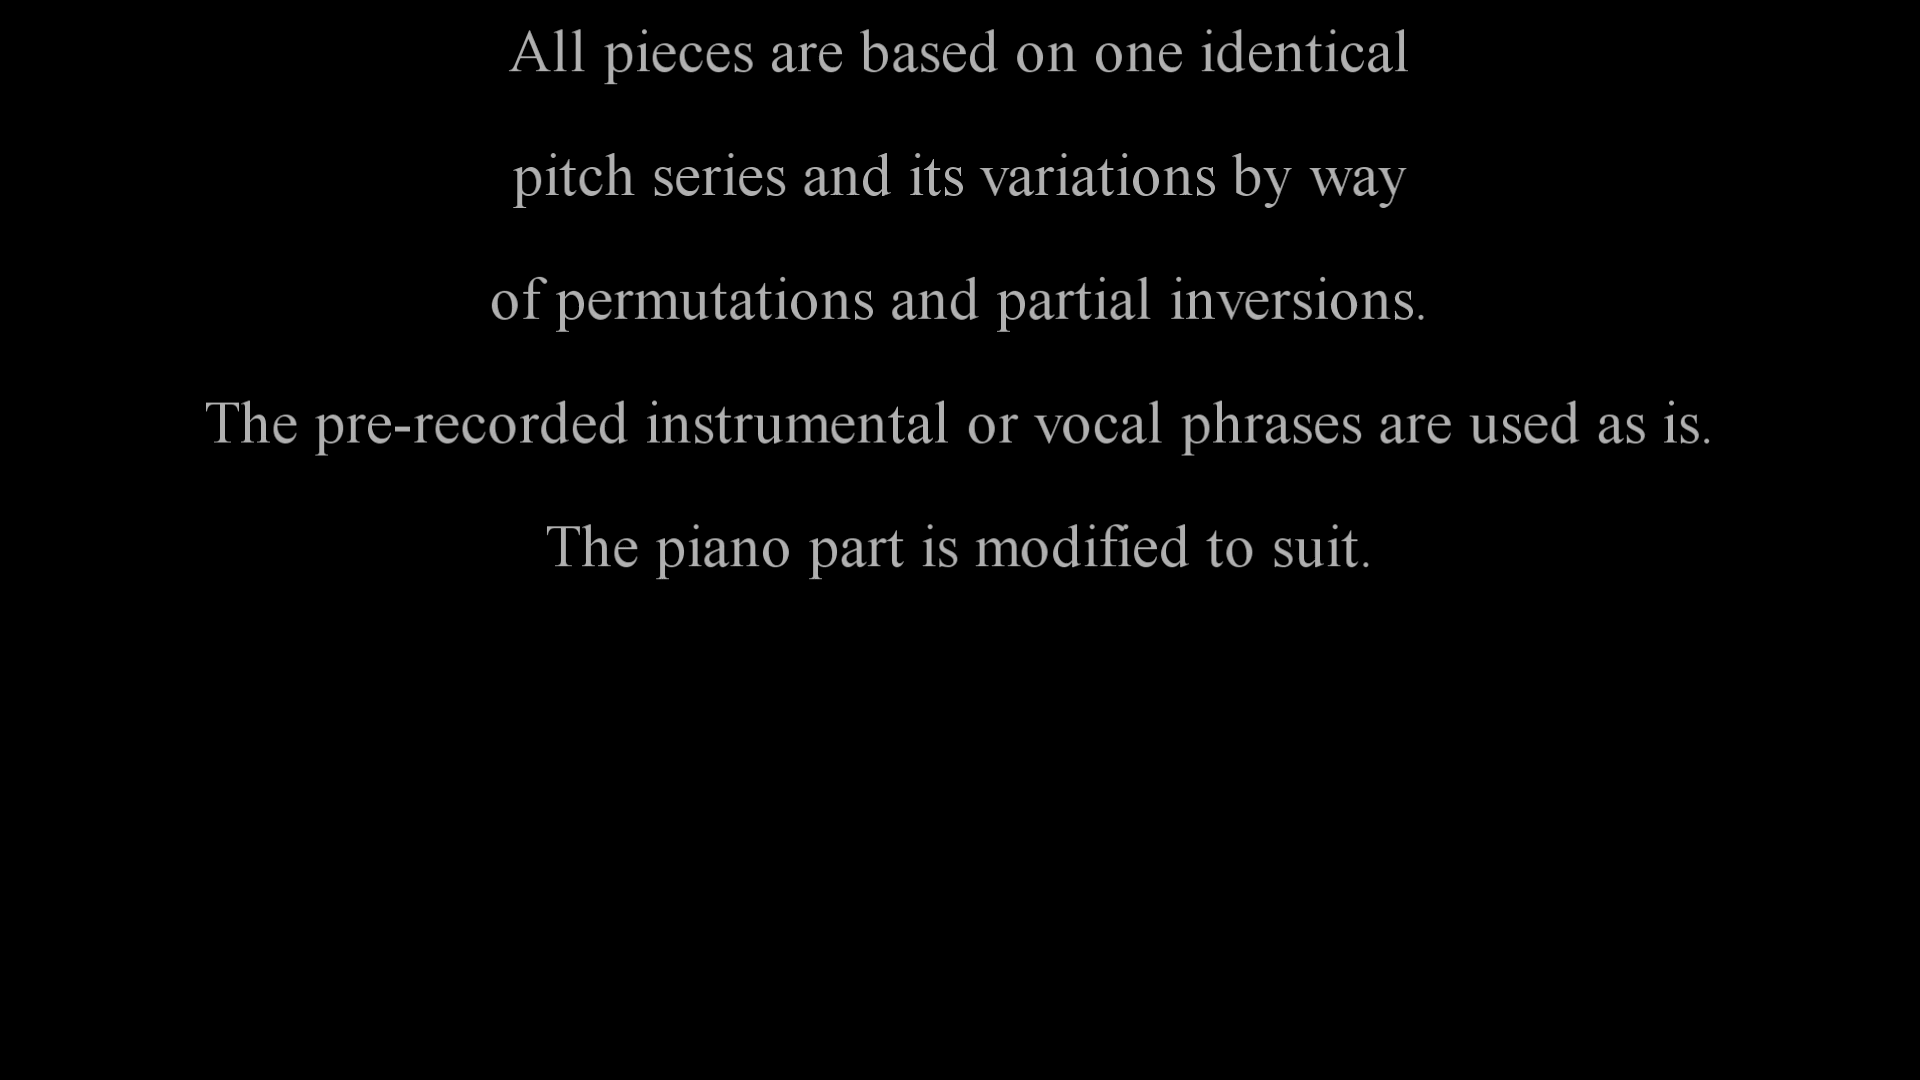 All pieces are based on one identical
pitch series and its variations by way
of permutations and partial inversions.
The pre-recorded instrumental or vocal phrases are used as is.
The piano part is modified to suit.